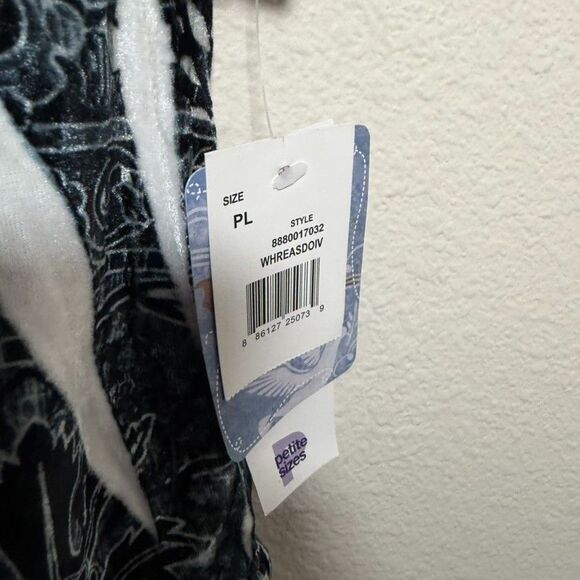 SIZE
PL
STYLE
8880017032
WHREASDOIV
8 86127 25073 9
petite
sizes